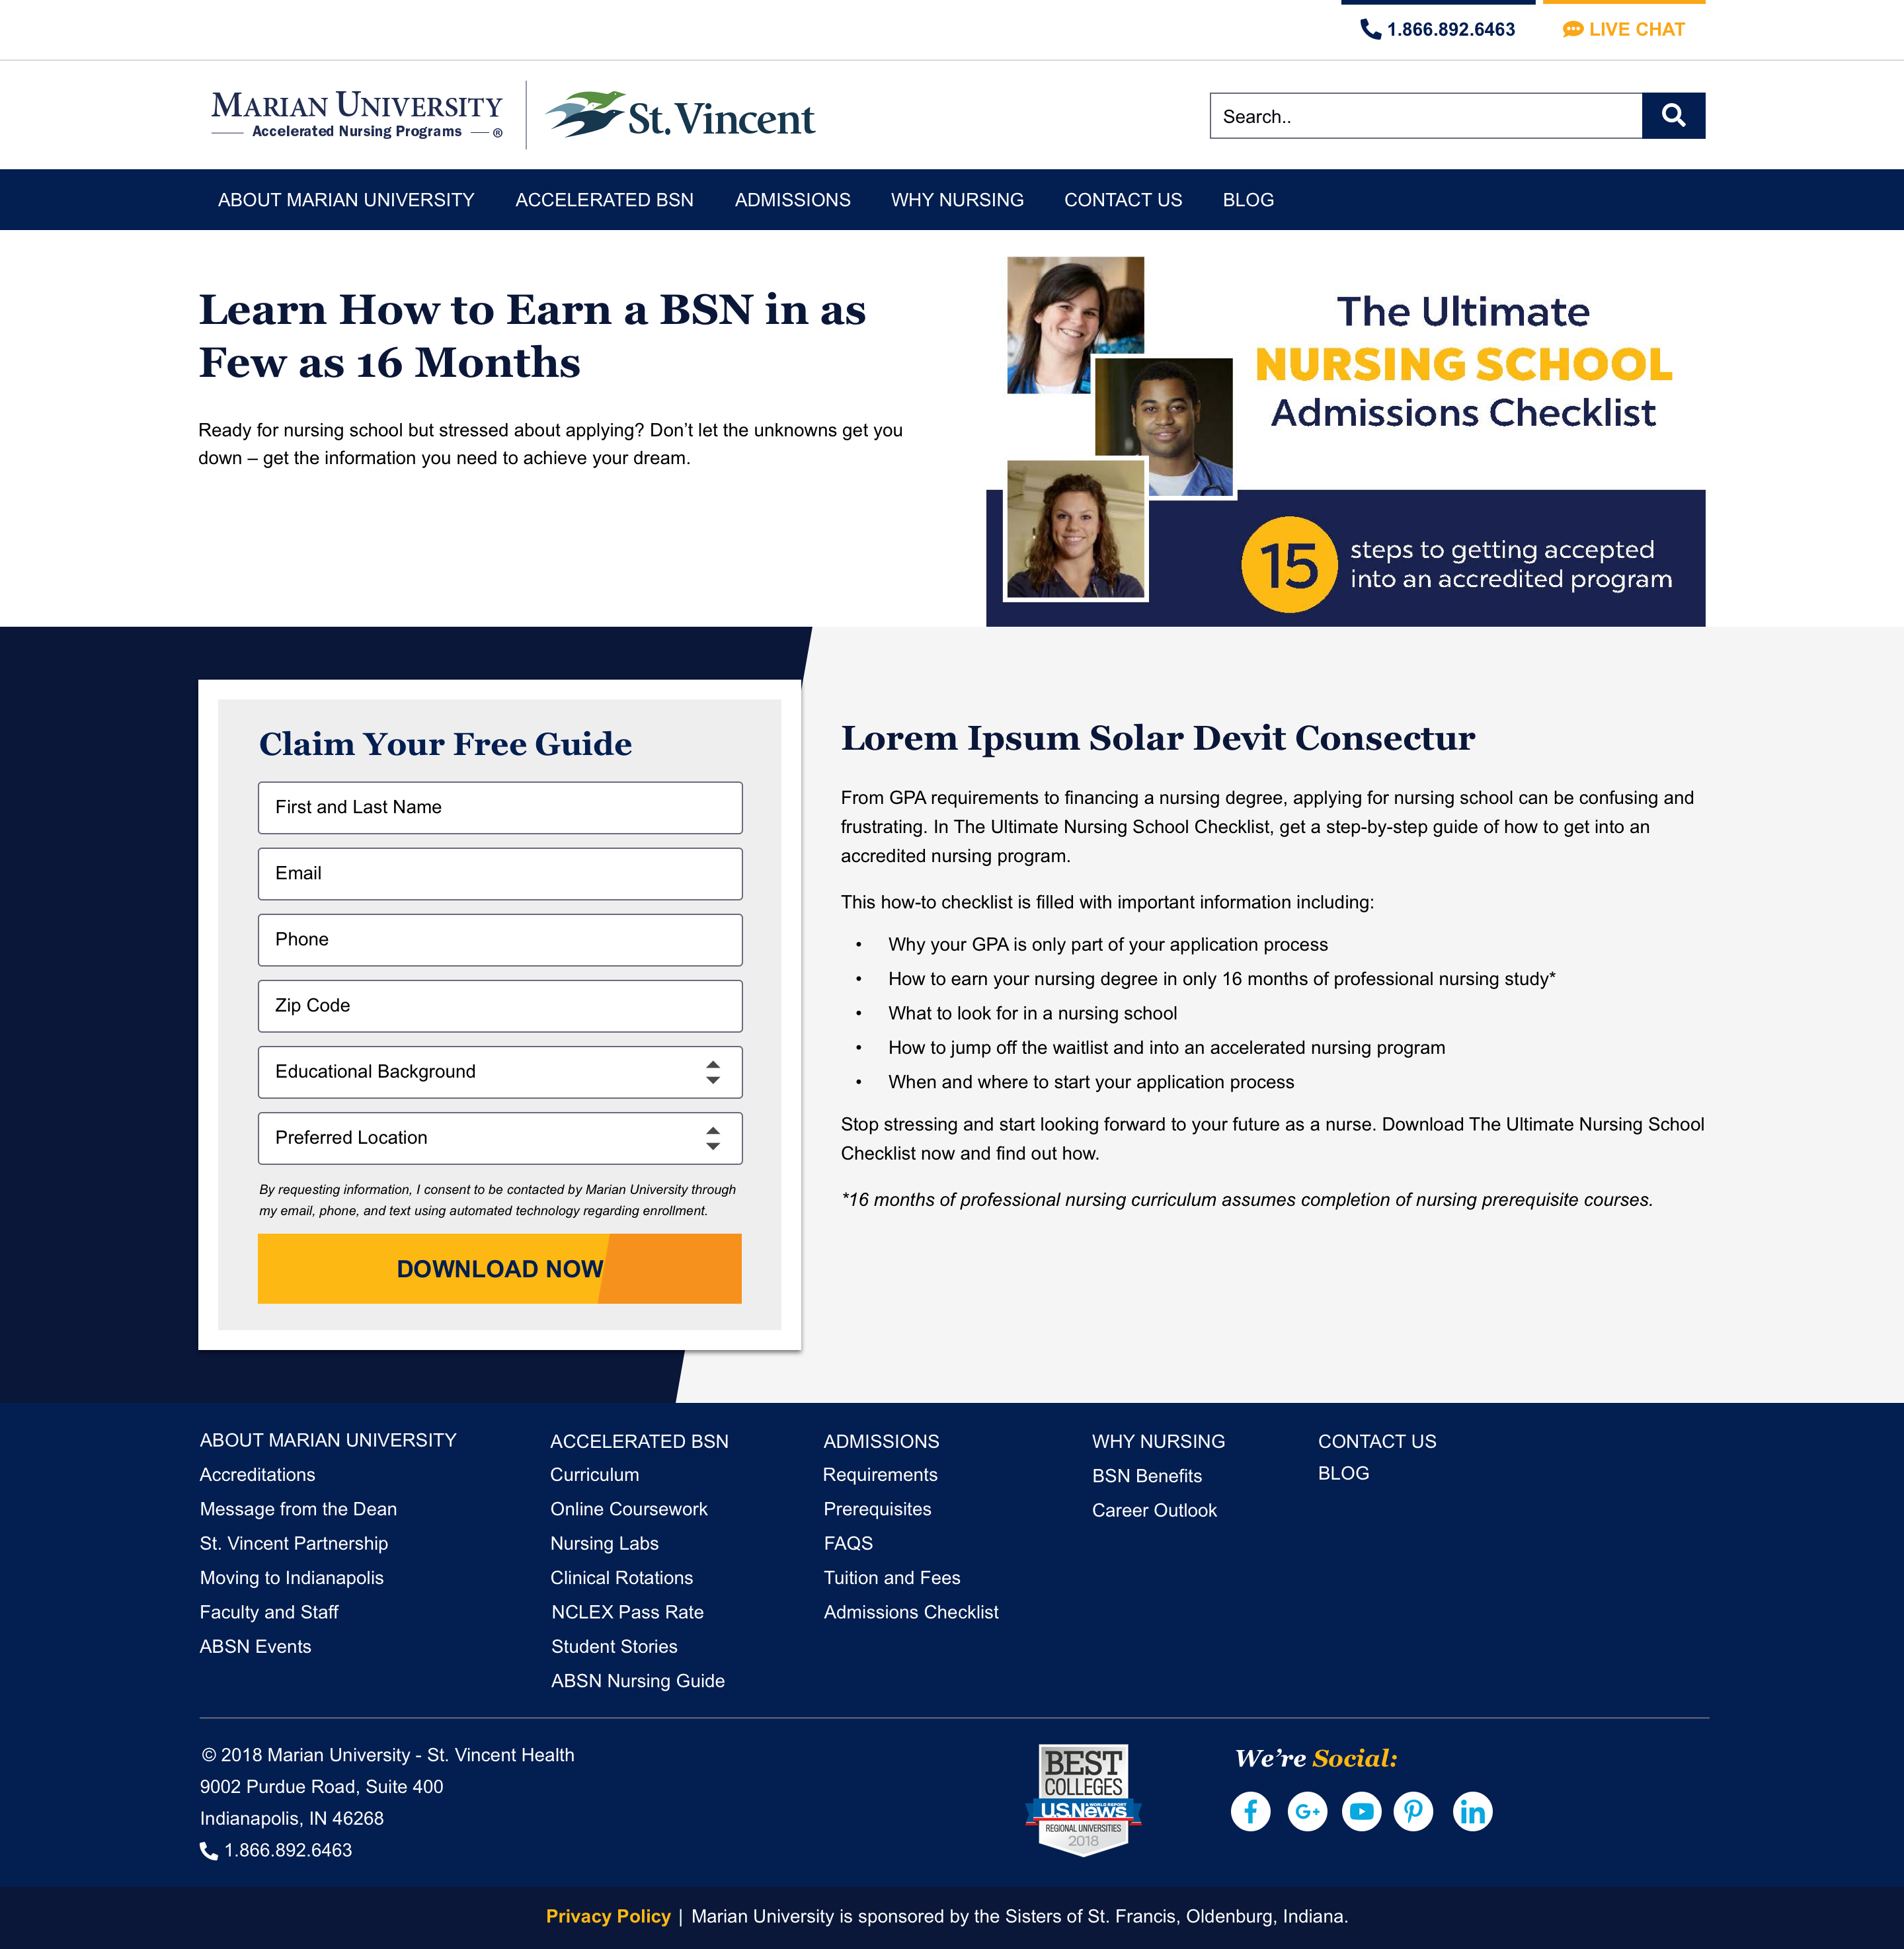 1.866.892.6463
LIVE CHAT
MARIAN UNIVERSITY
Accelerated Nursing Programs ®
St. Vincent
Search..
ABOUT MARIAN UNIVERSITY
ACCELERATED BSN
ADMISSIONS
WHY NURSING
CONTACT US
BLOG
Learn How to Earn a BSN in as
Few as 16 Months
Ready for nursing school but stressed about applying? Don’t let the unknowns get you
down – get the information you need to achieve your dream.
The Ultimate
NURSING SCHOOL
Admissions Checklist
15
steps to getting accepted
into an accredited program
Claim Your Free Guide
First and Last Name
Email
Phone
Zip Code
Educational Background
Preferred Location
By requesting information, I consent to be contacted by Marian University through
my email, phone, and text using automated technology regarding enrollment.
DOWNLOAD NOW
Lorem Ipsum Solar Devit Consectur
From GPA requirements to financing a nursing degree, applying for nursing school can be confusing and
frustrating. In The Ultimate Nursing School Checklist, get a step-by-step guide of how to get into an
accredited nursing program.
This how-to checklist is filled with important information including:
• Why your GPA is only part of your application process
• How to earn your nursing degree in only 16 months of professional nursing study*
• What to look for in a nursing school
• How to jump off the waitlist and into an accelerated nursing program
• When and where to start your application process
Stop stressing and start looking forward to your future as a nurse. Download The Ultimate Nursing School
Checklist now and find out how.
*16 months of professional nursing curriculum assumes completion of nursing prerequisite courses.
ABOUT MARIAN UNIVERSITY
Accreditations
Message from the Dean
St. Vincent Partnership
Moving to Indianapolis
Faculty and Staff
ABSN Events
ACCELERATED BSN
Curriculum
Online Coursework
Nursing Labs
Clinical Rotations
NCLEX Pass Rate
Student Stories
ABSN Nursing Guide
ADMISSIONS
Requirements
Prerequisites
FAQS
Tuition and Fees
Admissions Checklist
WHY NURSING
BSN Benefits
Career Outlook
CONTACT US
BLOG
© 2018 Marian University - St. Vincent Health
9002 Purdue Road, Suite 400
Indianapolis, IN 46268
1.866.892.6463
BEST
COLLEGES
U.S.News
& WORLD REPORT
REGIONAL UNIVERSITIES
2018
We’re Social:
f
G+
in
Privacy Policy | Marian University is sponsored by the Sisters of St. Francis, Oldenburg, Indiana.